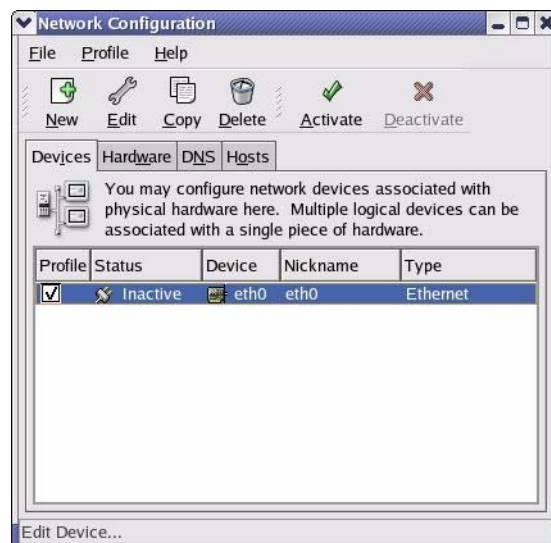 Network Configuration
File Profile Help
New Edit Copy Delete Activate Deactivate
Devices Hardware DNS Hosts
You may configure network devices associated with
physical hardware here. Multiple logical devices can be
associated with a single piece of hardware.
Profile Status Device Nickname Type
Inactive eth0 eth0 Ethernet
Edit Device...